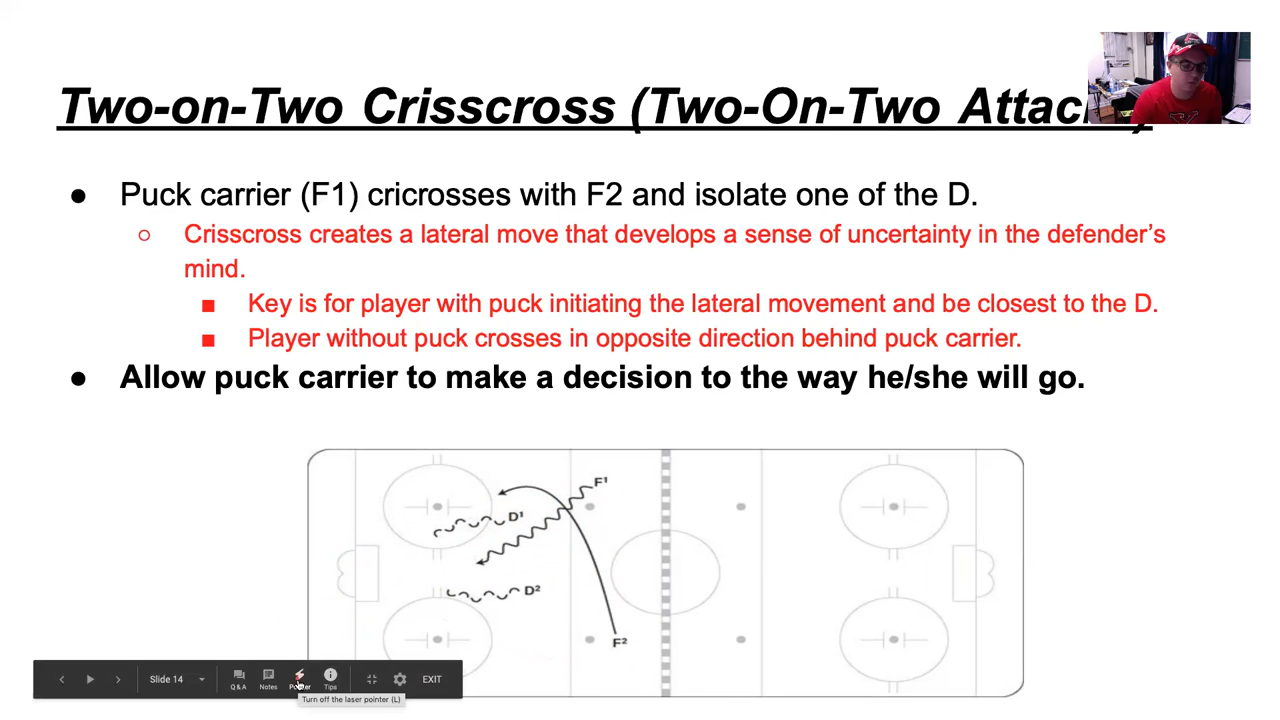 Two-on-Two Crisscross (Two-On-Two Attac )
● Puck carrier (F1) cricrosses with F2 and isolate one of the D.
○ Crisscross creates a lateral move that develops a sense of uncertainty in the defender's
mind.
■ Key is for player with puck initiating the lateral movement and be closest to the D.
■ Player without puck crosses in opposite direction behind puck carrier.
● Allow puck carrier to make a decision to the way he/she will go.
F1
D1
D2
F2
Slide 14
Q&A
Notes
Pointer
Tips
EXIT
Turn off the laser pointer (L)